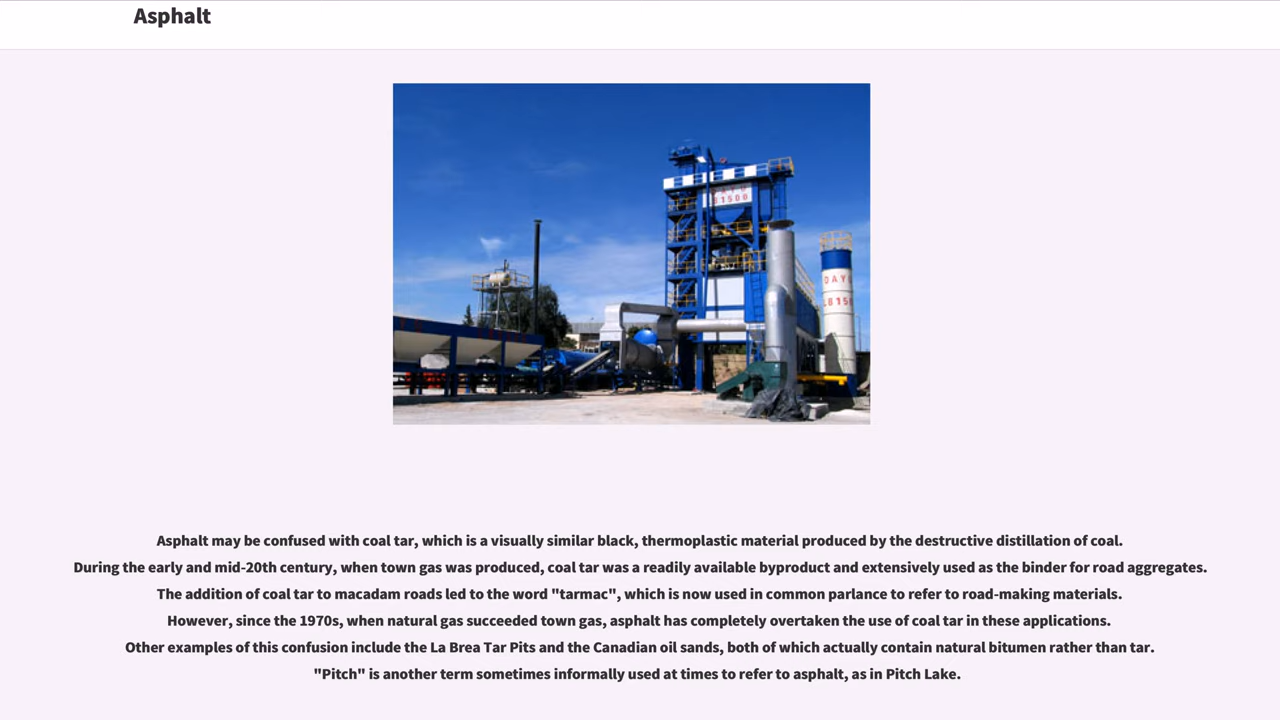 Asphalt
DAYU
LB1500
DAYU
LB150
Asphalt may be confused with coal tar, which is a visually similar black, thermoplastic material produced by the destructive distillation of coal.
During the early and mid-20th century, when town gas was produced, coal tar was a readily available byproduct and extensively used as the binder for road aggregates.
The addition of coal tar to macadam roads led to the word "tarmac", which is now used in common parlance to refer to road-making materials.
However, since the 1970s, when natural gas succeeded town gas, asphalt has completely overtaken the use of coal tar in these applications.
Other examples of this confusion include the La Brea Tar Pits and the Canadian oil sands, both of which actually contain natural bitumen rather than tar.
"Pitch" is another term sometimes informally used at times to refer to asphalt, as in Pitch Lake.